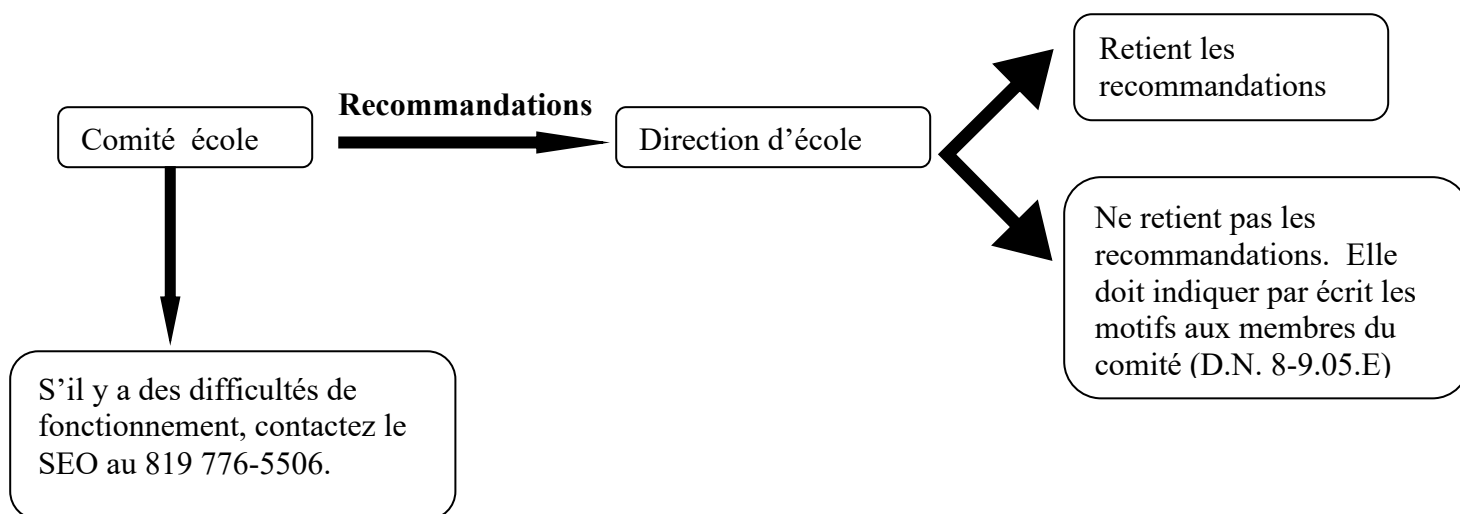 Recommandations
Comité  école
Direction d’école
Retient les
recommandations
Ne retient pas les
recommandations.  Elle
doit indiquer par écrit les
motifs aux membres du
comité (D.N. 8-9.05.E)
S’il y a des difficultés de
fonctionnement, contactez le
SEO au 819 776-5506.